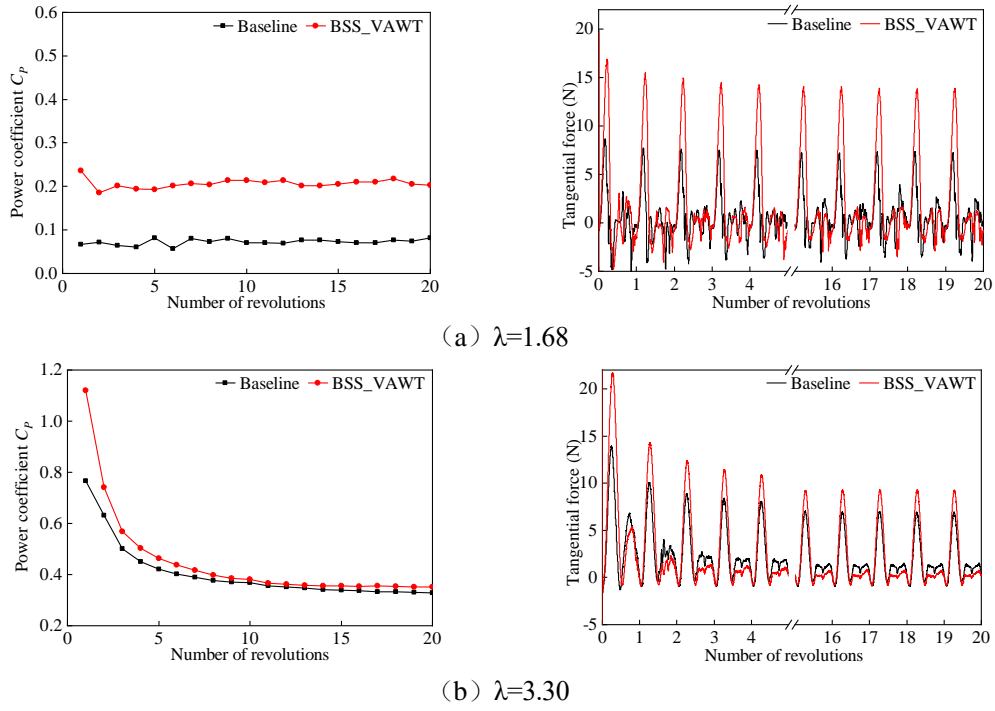 Baseline BSS_VAWT
Power coefficient C_P
0.6
0.5
0.4
0.3
0.2
0.1
0.0
0 5 10 15 20
Number of revolutions
Baseline BSS_VAWT
Tangential force (N)
20
15
10
5
0
-5
0 1 2 3 4 16 17 18 19 20
Number of revolutions
（a）λ=1.68
Baseline BSS_VAWT
Power coefficient C_P
1.2
1.0
0.8
0.6
0.4
0.2
0 5 10 15 20
Number of revolutions
Baseline BSS_VAWT
Tangential force (N)
20
15
10
5
0
-5
0 1 2 3 4 16 17 18 19 20
Number of revolutions
（b）λ=3.30